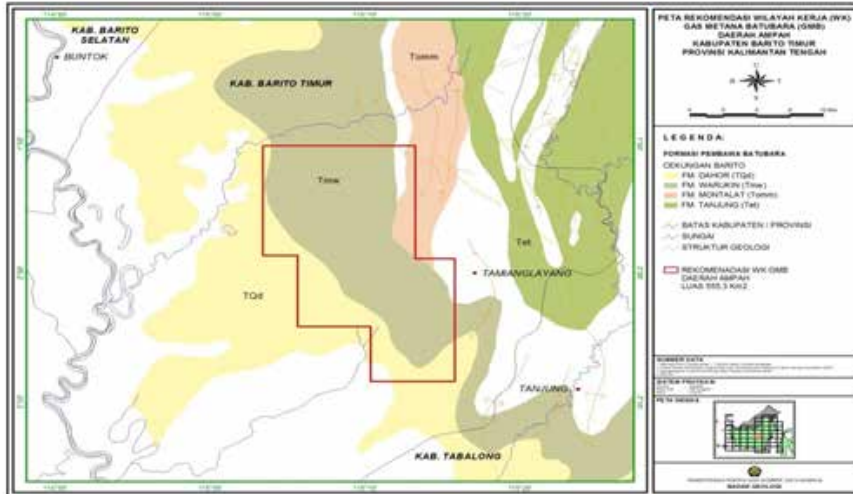 KAB. BARITO
SELATAN
BUNTOK
KAB. BARITO TIMUR
Tomm
Tmw
Tet
TAMIANGLAYANG
TQd
TANJUNG
KAB. TABALONG
PETA REKOMENDASI WILAYAH KERJA (WK)
GAS METANA BATUBARA (GMB)
DAERAH AMPAH
KABUPATEN BARITO TIMUR
PROVINSI KALIMANTAN TENGAH
LEGENDA:
FORMASI PEMBAWA BATUBARA
CEKUNGAN BARITO
FM. DAHOR (TQd)
FM. WARUKIN (Tmw)
FM. MONTALAT (Tomm)
FM. TANJUNG (Tet)
BATAS KABUPATEN / PROVINSI
SUNGAI
STRUKTUR GEOLOGI
REKOMENADASI WK GMB
DAERAH AMPAH
LUAS 555,3 Km2
SUMBER DATA
SISTEM PROYEKSI
PETA INDEKS
BADAN GEOLOGI